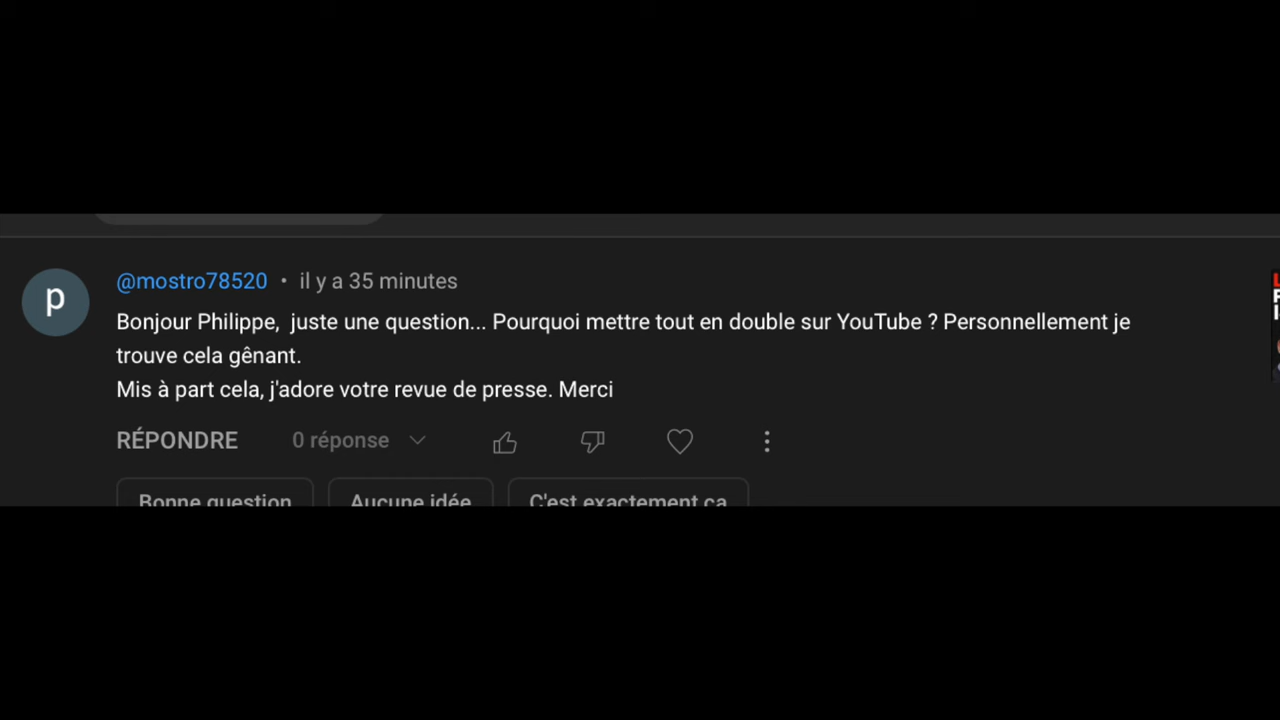 @mostro78520 • il y a 35 minutes
Bonjour Philippe,  juste une question... Pourquoi mettre tout en double sur YouTube ? Personnellement je
trouve cela gênant.
Mis à part cela, j'adore votre revue de presse. Merci
RÉPONDRE 0 réponse
Bonne question Aucune idée C'est exactement ça